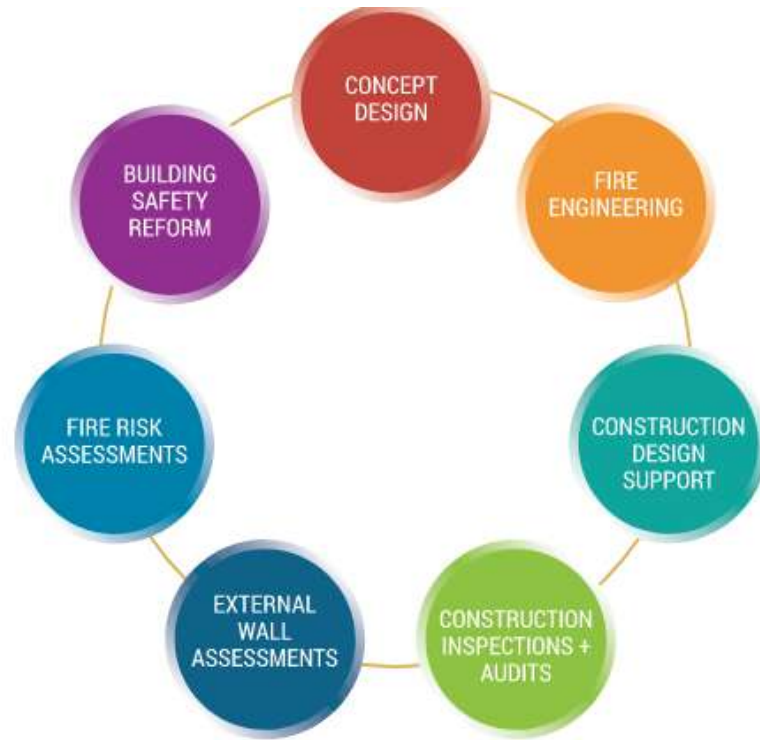 CONCEPT
DESIGN
FIRE
ENGINEERING
CONSTRUCTION
DESIGN
SUPPORT
CONSTRUCTION
INSPECTIONS +
AUDITS
EXTERNAL
WALL
ASSESSMENTS
FIRE RISK
ASSESSMENTS
BUILDING
SAFETY
REFORM